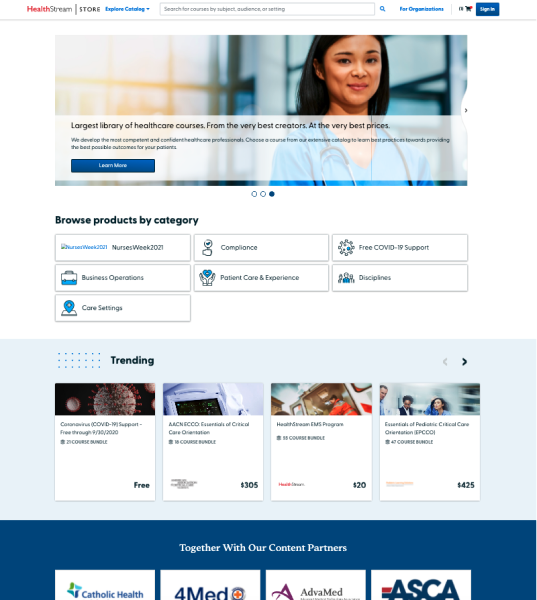 HealthStream | STORE
Explore Catalog
Search for courses by subject, audience, or setting
For Organizations
(1)
Sign In
Largest library of healthcare courses. From the very best creators. At the very best prices.
We develop the most competent and confident healthcare professionals. Choose a course from our extensive catalog to learn best practices towards providing
the best possible outcomes for your patients.
Learn More
Browse products by category
NursesWeek2021 NursesWeek2021
Compliance
Free COVID-19 Support
Business Operations
Patient Care & Experience
Disciplines
Care Settings
Trending
Coronavirus (COVID-19) Support -
Free through 9/30/2020
21 COURSE BUNDLE
Free
AACN ECCO: Essentials of Critical
Care Orientation
$305
HealthStream EMS Program
HealthStream
$20
Essentials of Pediatric Critical Care
Orientation (EPCCO)
47 COURSE BUNDLE
$425
Together With Our Content Partners
Catholic Health
4Med
AdvaMed
ASCA